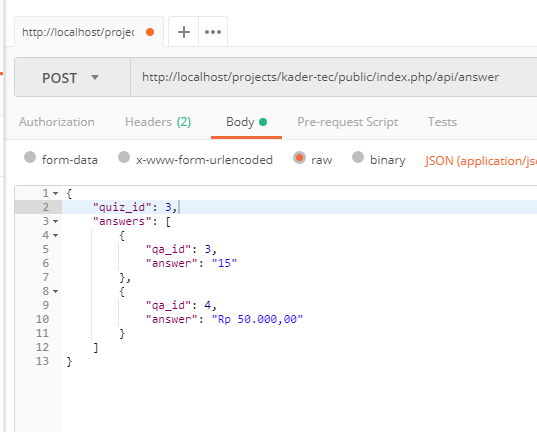 http://localhost/projec
POST
http://localhost/projects/kader-tec/public/index.php/api/answer
Authorization Headers (2) Body Pre-request Script Tests
form-data x-www-form-urlencoded raw binary JSON (application/js
1 {
2 "quiz_id": 3,
3 "answers": [
4 {
5 "qa_id": 3,
6 "answer": "15"
7 },
8 {
9 "qa_id": 4,
10 "answer": "Rp 50.000,00"
11 }
12 ]
13 }